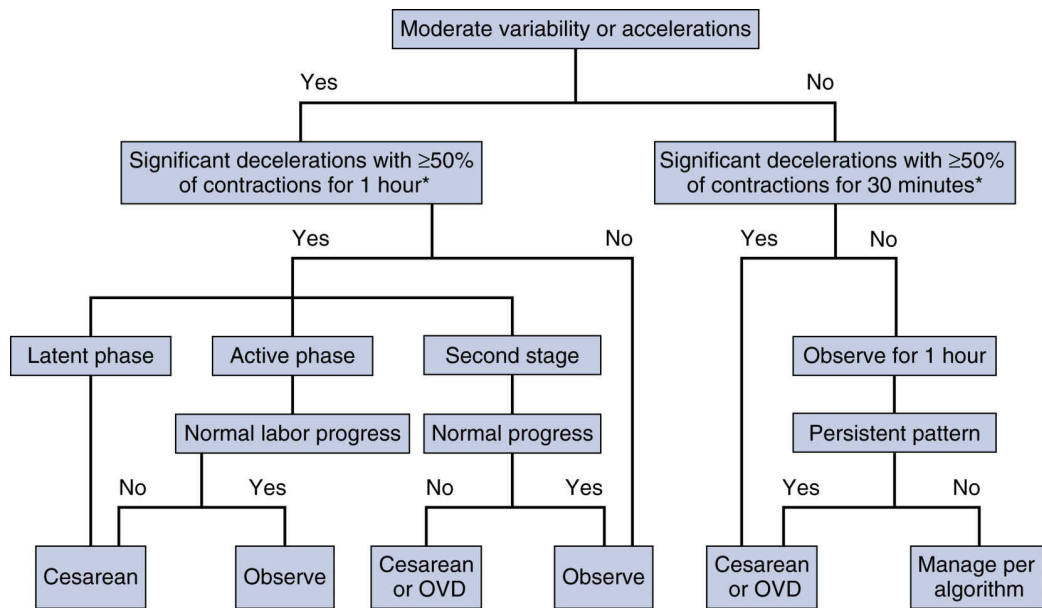 Moderate variability or accelerations
Yes
No
Significant decelerations with ≥50%
of contractions for 1 hour*
Significant decelerations with ≥50%
of contractions for 30 minutes*
Yes
No
Yes
No
Latent phase
Active phase
Second stage
Observe for 1 hour
Normal labor progress
Normal progress
Persistent pattern
No
Yes
No
Yes
Yes
No
Cesarean
Observe
Cesarean
or OVD
Observe
Cesarean
or OVD
Manage per
algorithm